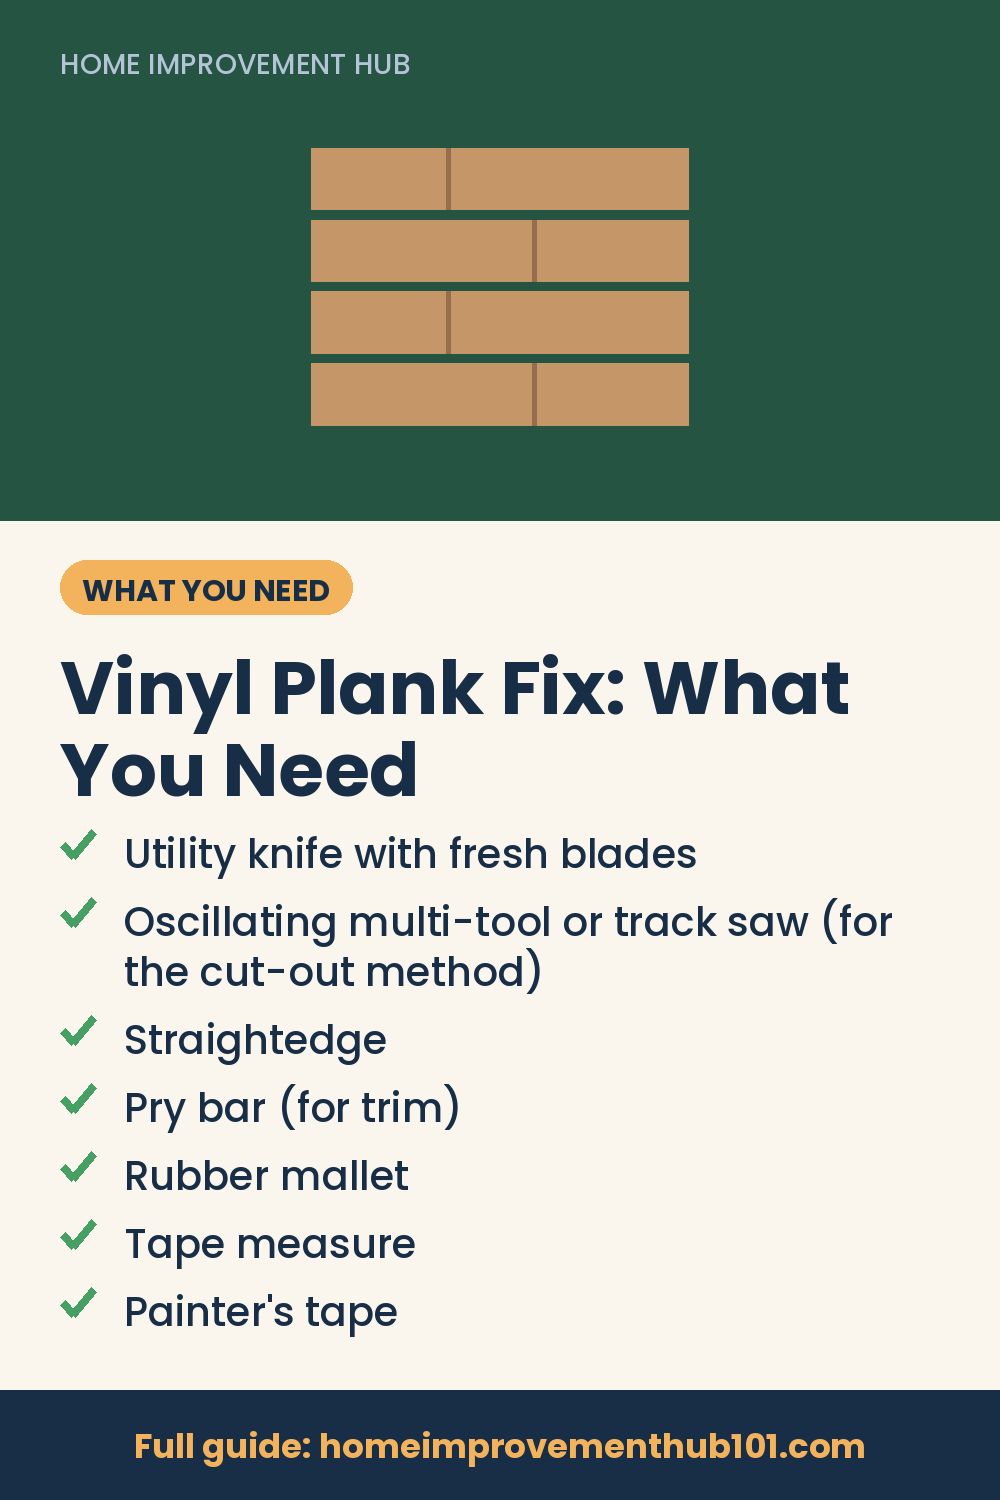 HOME IMPROVEMENT HUB
WHAT YOU NEED
Vinyl Plank Fix: What
You Need
Utility knife with fresh blades
Oscillating multi-tool or track saw (for
the cut-out method)
Straightedge
Pry bar (for trim)
Rubber mallet
Tape measure
Painter's tape
Full guide: homeimprovementhub101.com